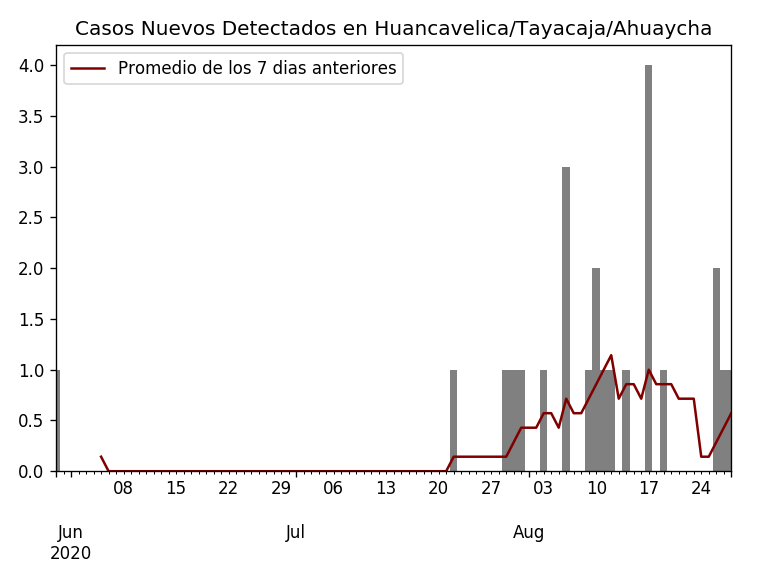 Casos Nuevos Detectados en Huancavelica/Tayacaja/Ahuaycha
Promedio de los 7 dias anteriores
4.0
3.5
3.0
2.5
2.0
1.5
1.0
0.5
0.0
08 15 22 29 06 13 20 27 03 10 17 24
Jun Jul Aug
2020